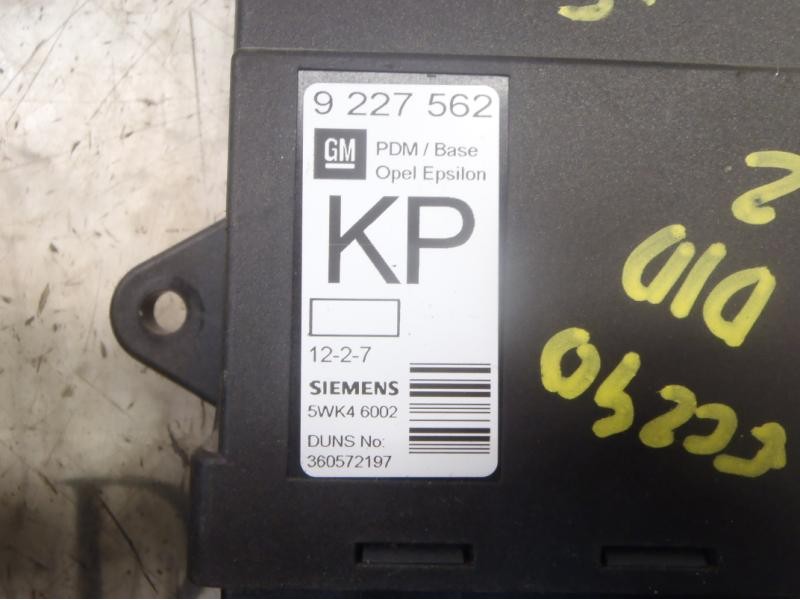 9 227 562
GM
PDM / Base
Opel Epsilon
KP
12-2-7
SIEMENS
5WK4 6002
DUNS No:
360572197